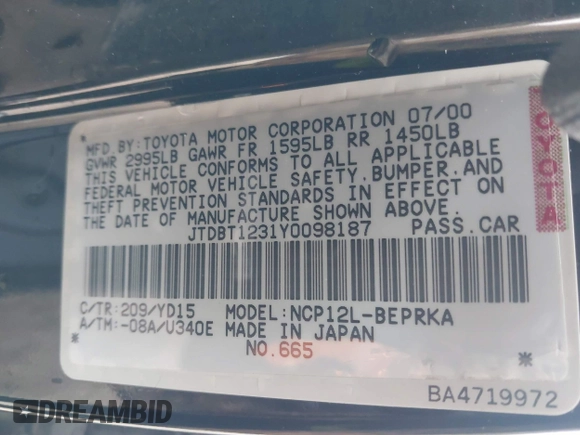 MFD.BY:TOYOTA MOTOR CORPORATION 07/00
GVWR 2995LB GAWR FR 1595LB RR 1450LB
THIS VEHICLE CONFORMS TO ALL APPLICABLE
FEDERAL MOTOR VEHICLE SAFETY,BUMPER,AND
THEFT PREVENTION STANDARDS IN EFFECT ON
THE DATE OF MANUFACTURE SHOWN ABOVE.
JTDBT1231Y0098187 PASS.CAR
TOYOTA
C/TR:209/YD15 MODEL:NCP12L-BEPRKA
A/TM:-08A/U340E MADE IN JAPAN
NO.665
BA4719972
DREAMBID